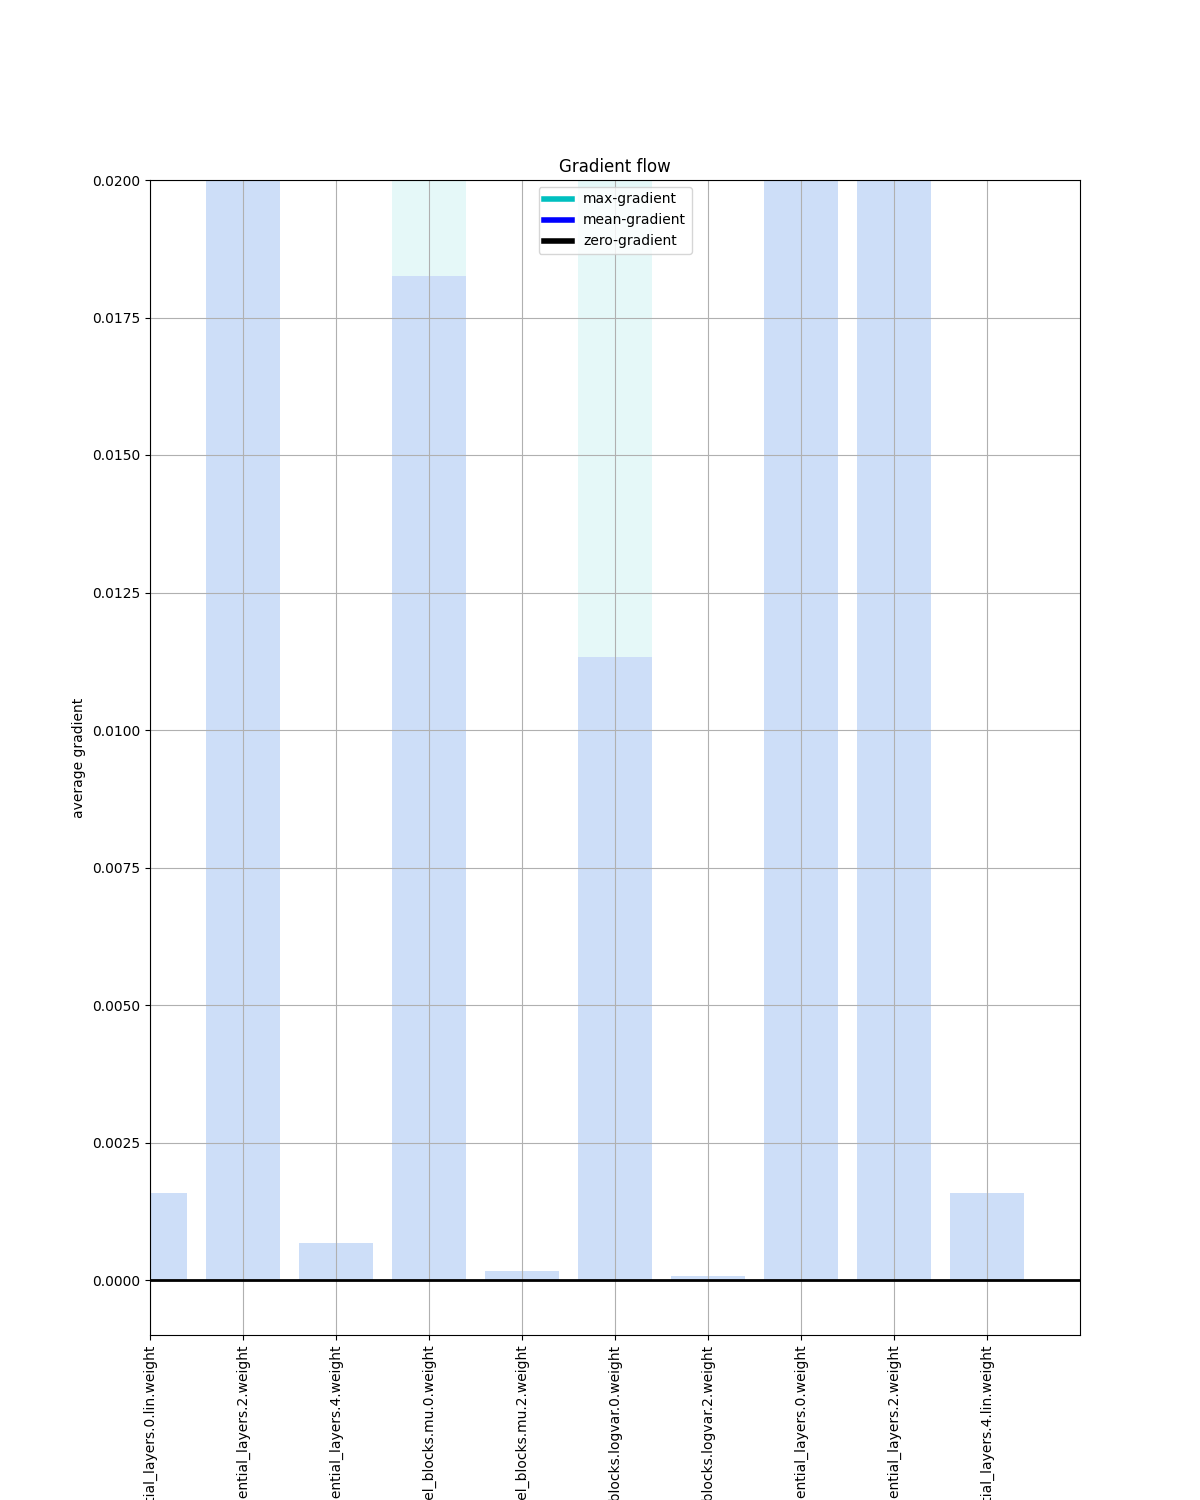 Gradient flow
max-gradient
mean-gradient
zero-gradient
0.0200
0.0175
0.0150
0.0125
0.0100
0.0075
0.0050
0.0025
0.0000
average gradient
tial_layers.0.lin.weight
ential_layers.2.weight
ential_layers.4.weight
el_blocks.mu.0.weight
el_blocks.mu.2.weight
blocks.logvar.0.weight
blocks.logvar.2.weight
ential_layers.0.weight
ential_layers.2.weight
tial_layers.4.lin.weight